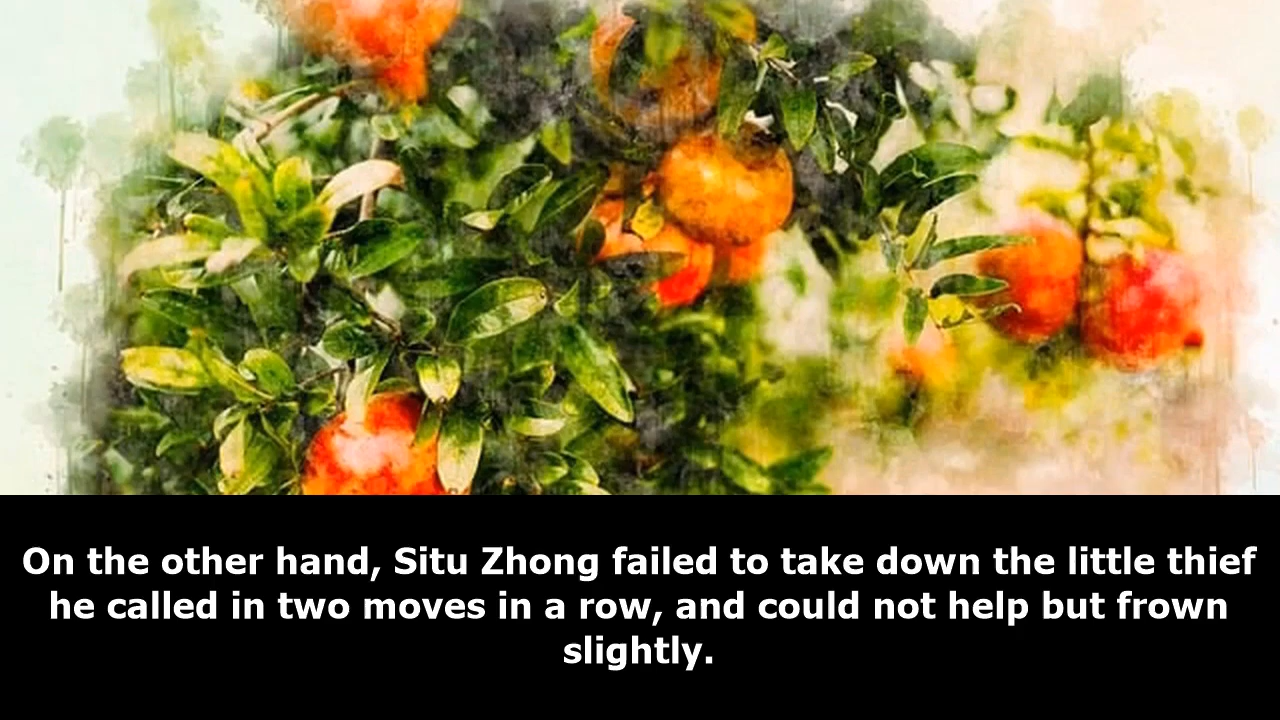 On the other hand, Situ Zhong failed to take down the little thief
he called in two moves in a row, and could not help but frown
slightly.